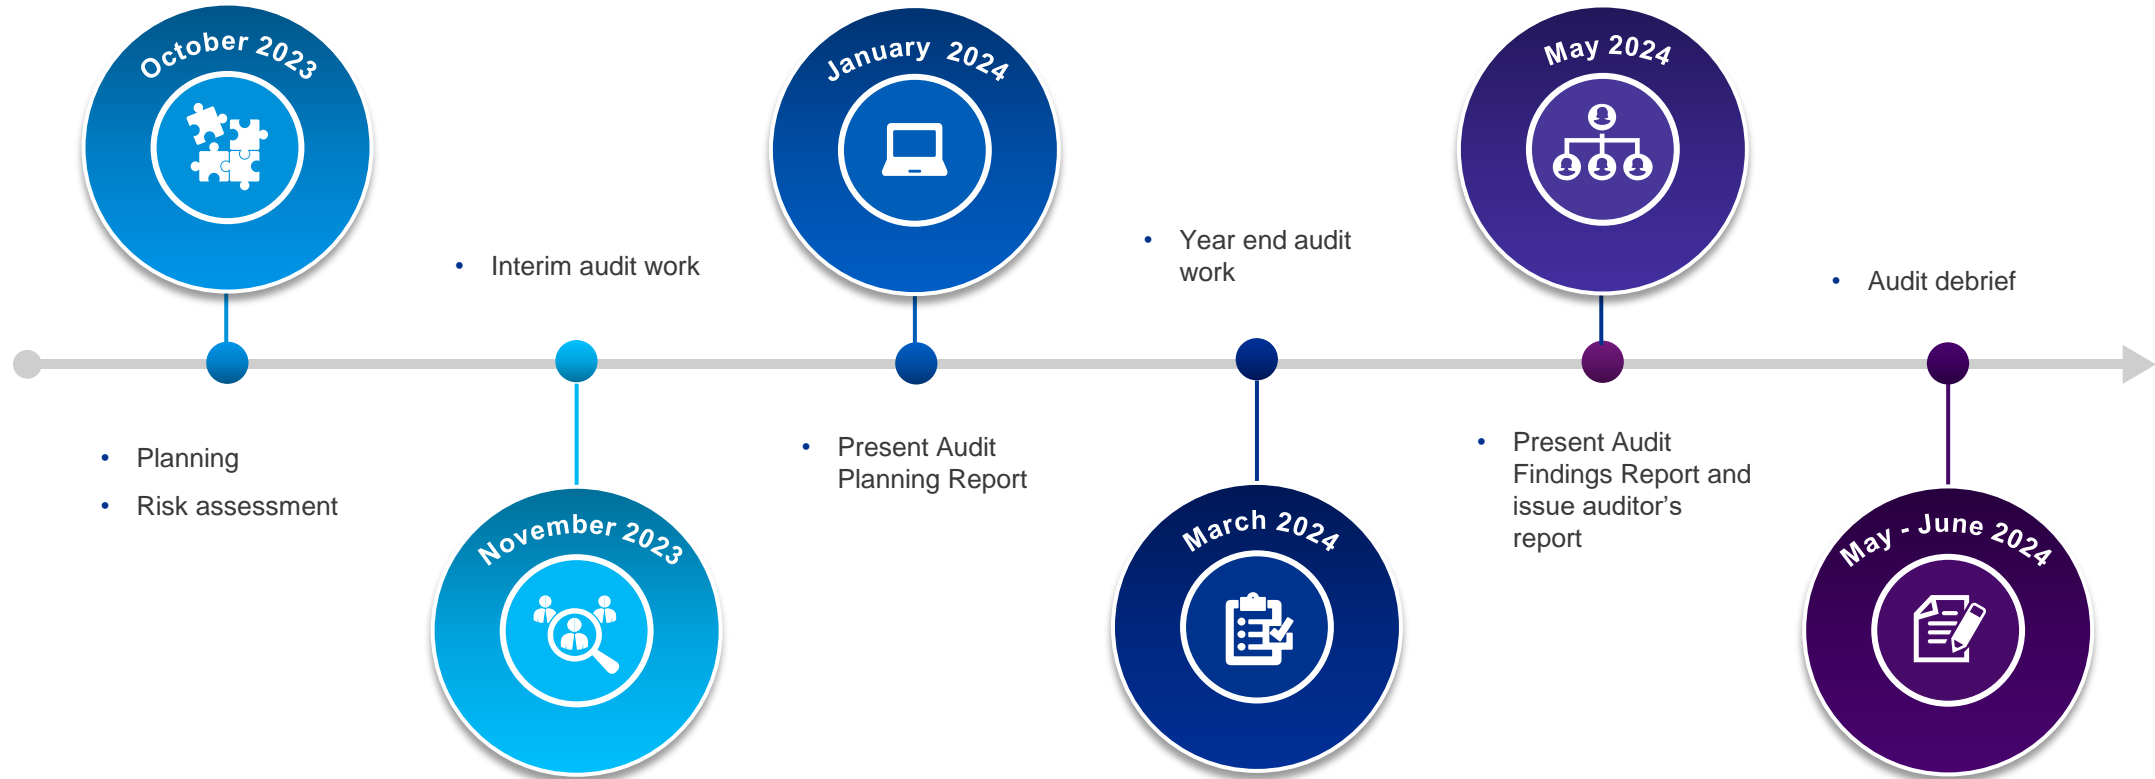 October 2023
• Planning
• Risk assessment
• Interim audit work
November 2023
January 2024
• Present Audit
Planning Report
• Year end audit
work
March 2024
May 2024
• Present Audit
Findings Report and
issue auditor’s
report
• Audit debrief
May - June 2024